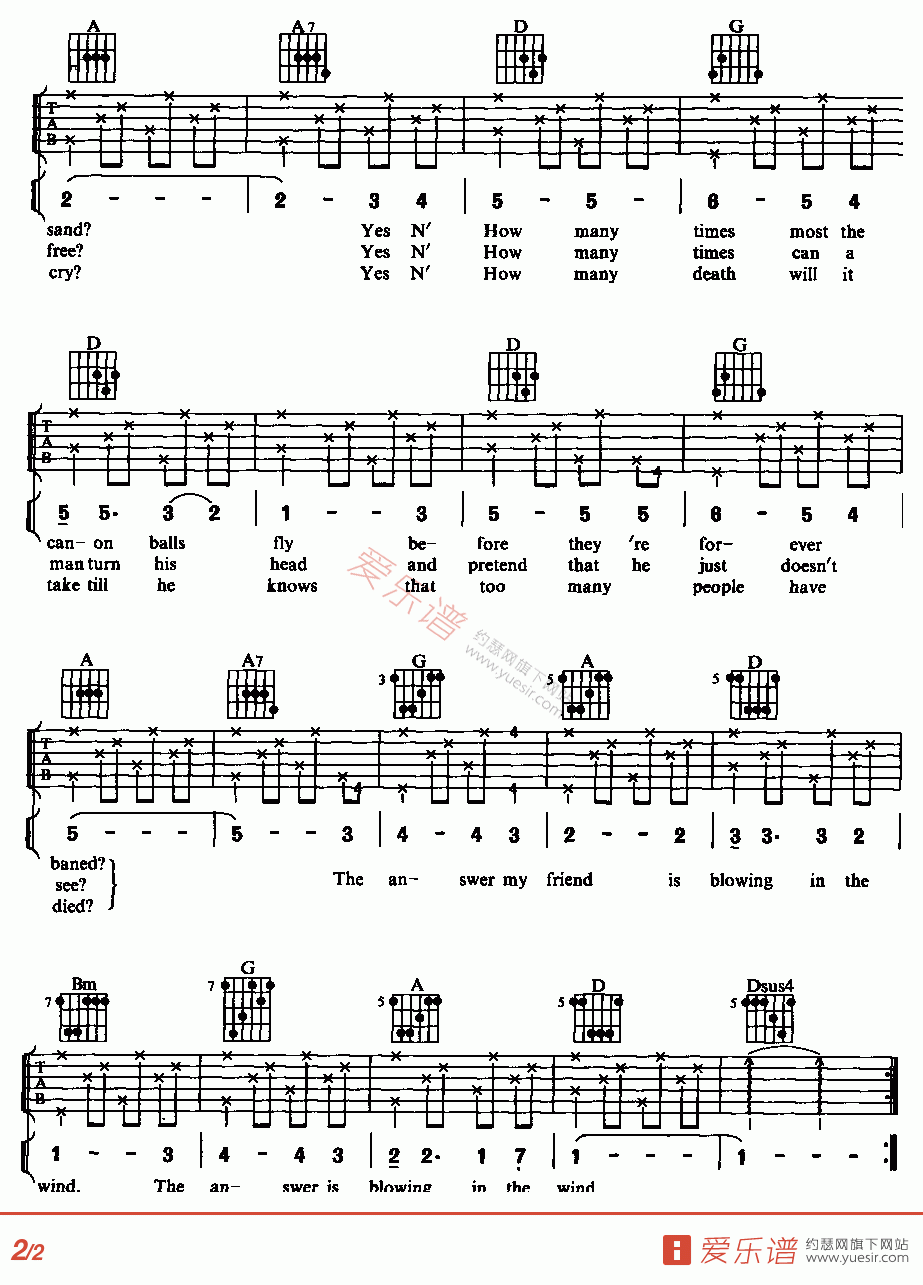 A A7 D G
T
A
B
2 - - - 2 - 3 4 5 - 5 - 6 - 5 4
sand? Yes N' How many times most the
free? Yes N' How many times can a
cry? Yes N' How many death will it
D D G
T
A
B 4
5 5· 3 2 1 - - 3 5 - 5 5 6 - 5 4
can- on balls fly be- fore they 're for- ever
man turn his head and pretend that he just doesn't
take till he knows that too many people have
爱乐谱
约瑟网旗下网站
www.yuesir.com
A A7 G A D
3 5 5
T 4
A
B 4 4
5 - - - 5 - - 3 4 - 4 3 2 - - 2 3 3· 3 2
baned?
see? The an- swer my friend is blowing in the
died?
Bm G A D Dsus4
7 7 5 5 5
T
A
B
1 - - 3 4 - 4 3 2 2· 1 7 1 - - - 1 - - -
wind. The an- swer is blowing in the wind
2/2
爱乐谱 约瑟网旗下网站
www.yuesir.com